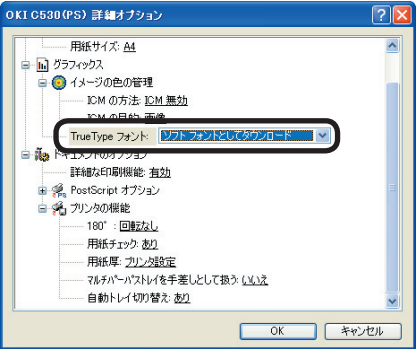 OKI C530(PS) 詳細オプション
用紙サイズ: A4
グラフィックス
イメージの色の管理
ICM の方法: ICM 無効
ICM の目的: 画像
TrueType フォント: ソフト フォントとしてダウンロード
ドキュメントのオプション
詳細な印刷機能: 有効
PostScript オプション
プリンタの機能
180°：回転なし
用紙チェック: あり
用紙厚: プリンタ設定
マルチパーパストレイを手差しとして扱う: いいえ
自動トレイ切り替え: あり
OK キャンセル